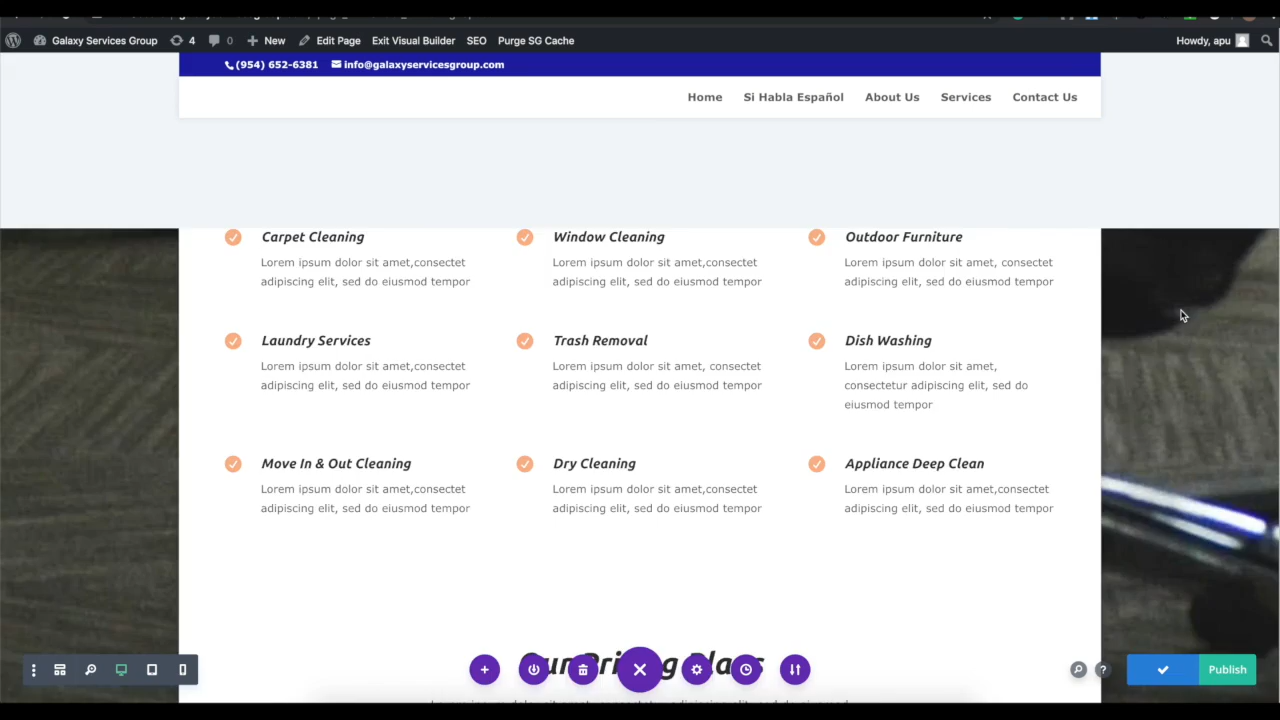 Galaxy Services Group 4 0 New Edit Page Exit Visual Builder SEO Purge SG Cache Howdy, apu
(954) 652-6381 info@galaxyservicesgroup.com
Home Si Habla Español About Us Services Contact Us
Carpet Cleaning
Lorem ipsum dolor sit amet,consectet
adipiscing elit, sed do eiusmod tempor
Window Cleaning
Lorem ipsum dolor sit amet,consectet
adipiscing elit, sed do eiusmod tempor
Outdoor Furniture
Lorem ipsum dolor sit amet, consectet
adipiscing elit, sed do eiusmod tempor
Laundry Services
Lorem ipsum dolor sit amet,consectet
adipiscing elit, sed do eiusmod tempor
Trash Removal
Lorem ipsum dolor sit amet, consectet
adipiscing elit, sed do eiusmod tempor
Dish Washing
Lorem ipsum dolor sit amet,
consectetur adipiscing elit, sed do
eiusmod tempor
Move In & Out Cleaning
Lorem ipsum dolor sit amet,consectet
adipiscing elit, sed do eiusmod tempor
Dry Cleaning
Lorem ipsum dolor sit amet,consectet
adipiscing elit, sed do eiusmod tempor
Appliance Deep Clean
Lorem ipsum dolor sit amet,consectet
adipiscing elit, sed do eiusmod tempor
Our Pricing Plans
Publish